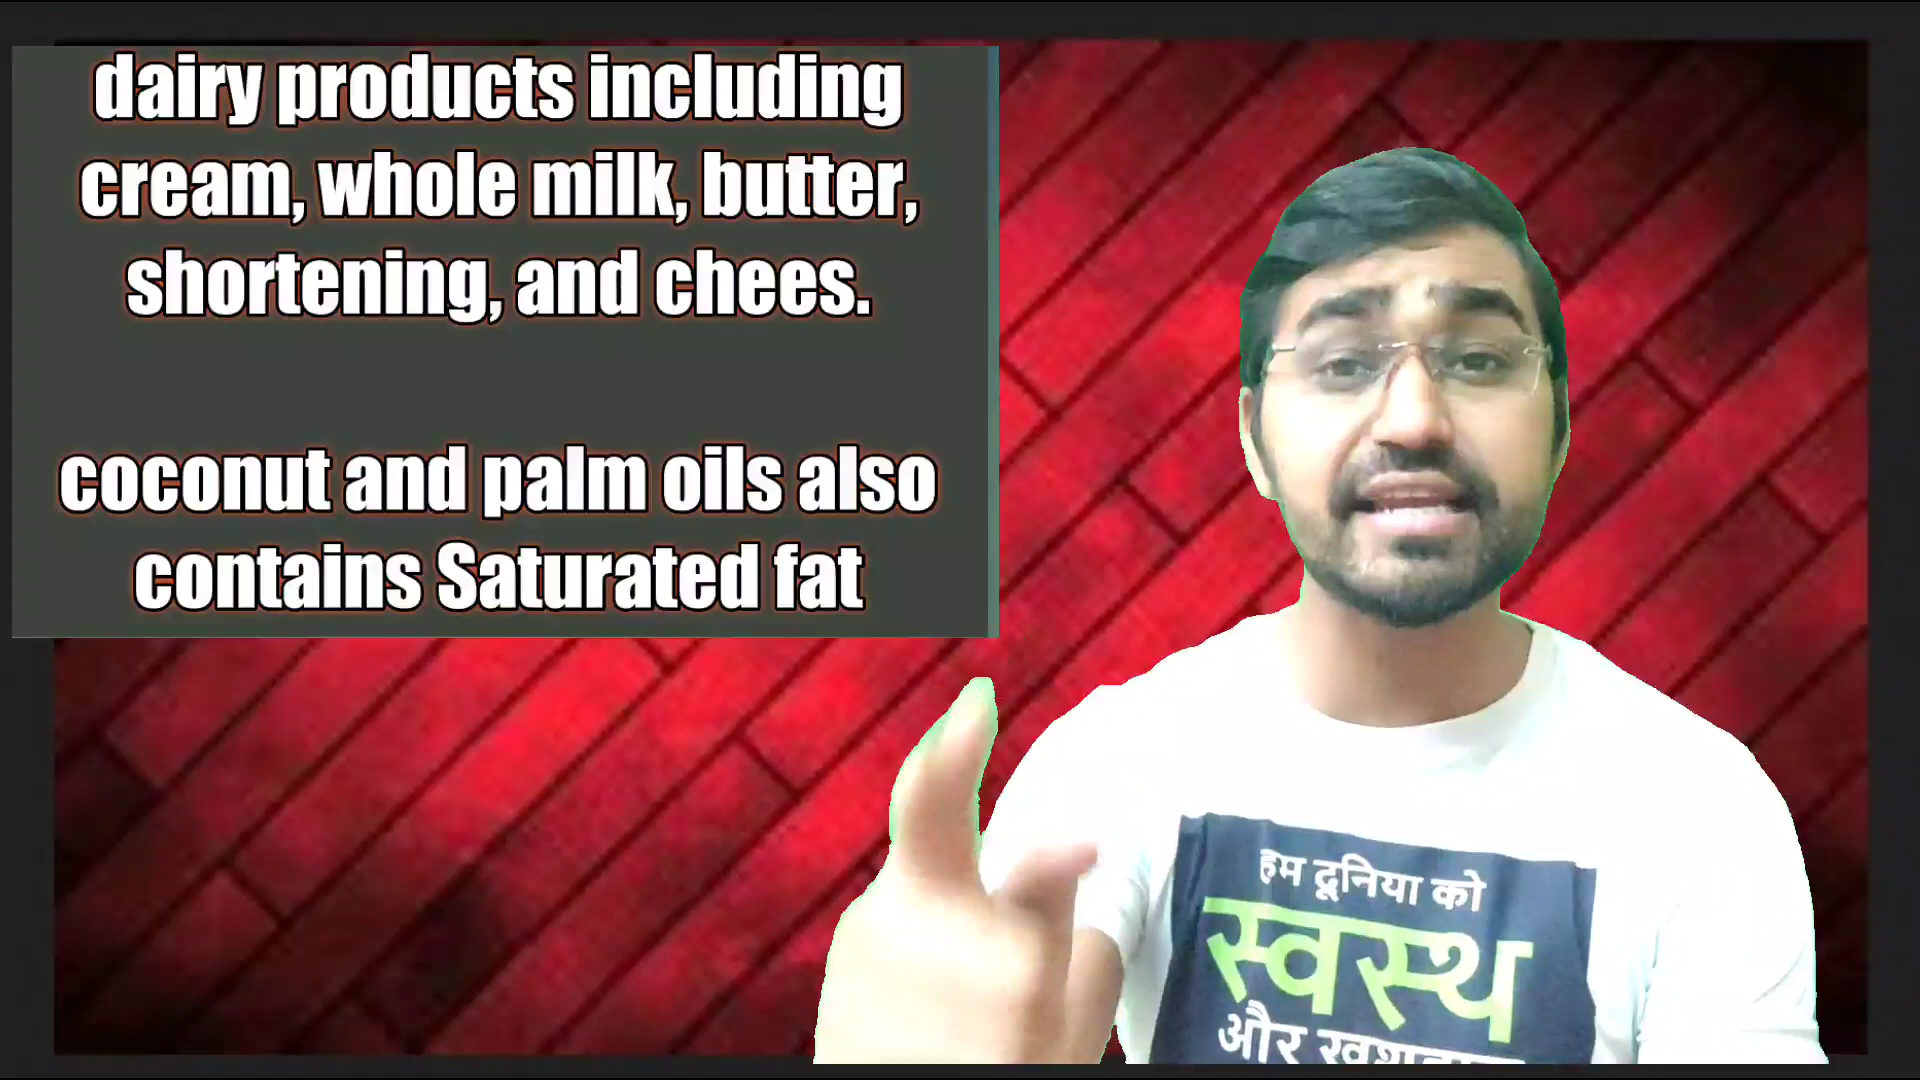 dairy products including
cream, whole milk, butter,
shortening, and chees.
coconut and palm oils also
contains Saturated fat
हम दूनिया को
स्वस्थ
और